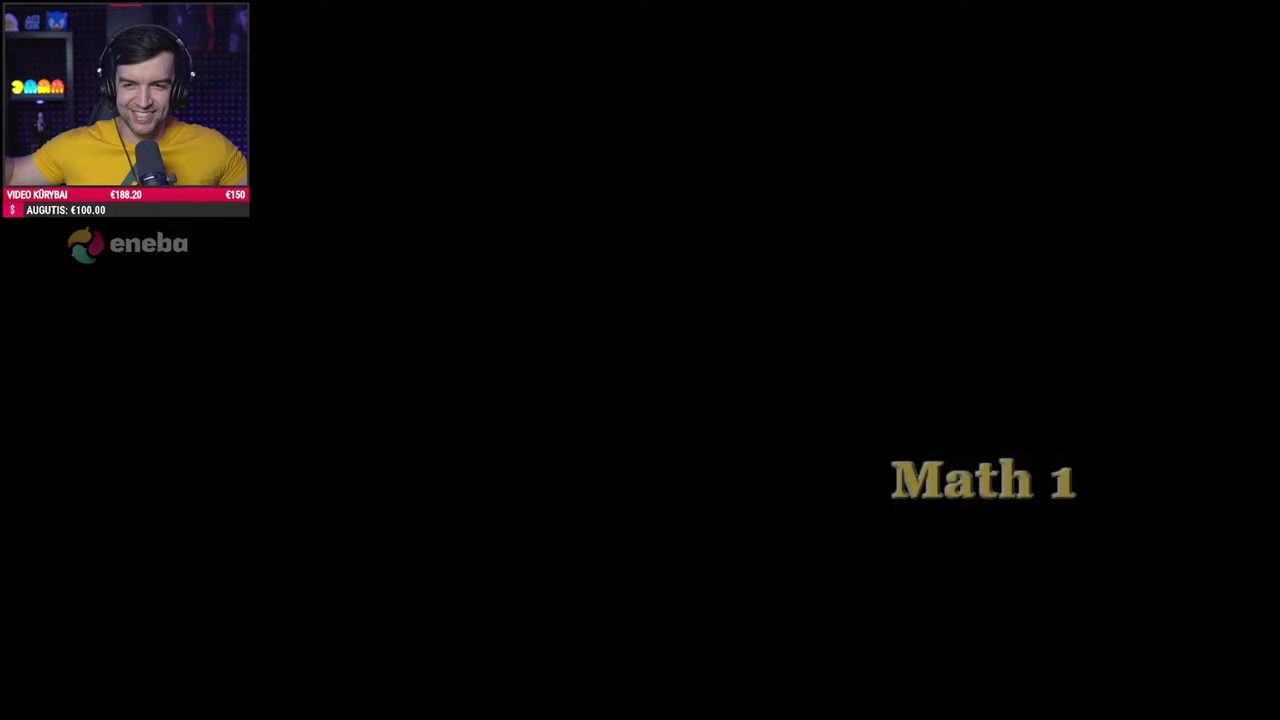 VIDEO KŪRYBAI €188.20 €150
$ AUGUTIS: €100.00
eneba
Math 1